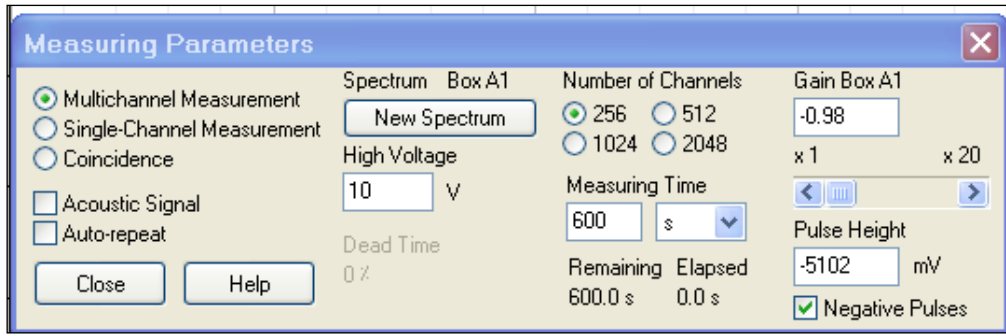 Measuring Parameters
Multichannel Measurement
Single-Channel Measurement
Coincidence
Acoustic Signal
Auto-repeat
Close Help
Spectrum Box A1
New Spectrum
High Voltage
10 V
Dead Time
0 %
Number of Channels
256 512
1024 2048
Measuring Time
600 s
Remaining Elapsed
600.0 s 0.0 s
Gain Box A1
-0.98
x 1 x 20
Pulse Height
-5102 mV
Negative Pulses